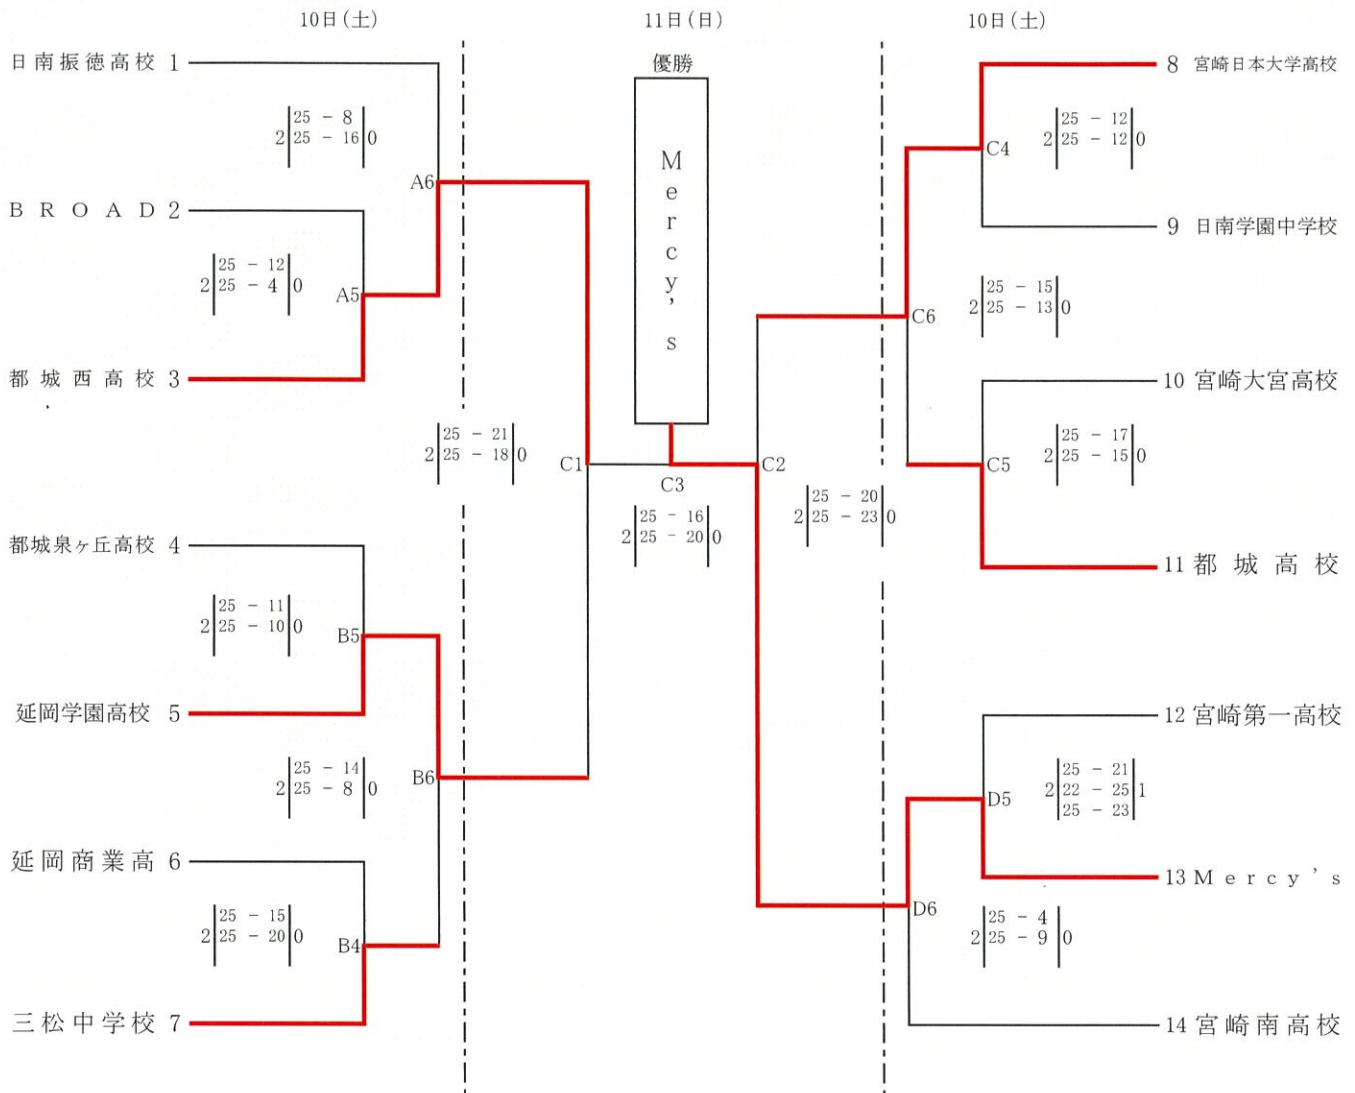 10日(土)
11日(日)
10日(土)
優勝
Mercy’s
日南振徳高校 1
25 - 8
2 25 - 16 0
A6
BROAD 2
25 - 12
2 25 - 4 0
A5
都城西高校 3
25 - 21
2 25 - 18 0
C1
都城泉ヶ丘高校 4
25 - 11
2 25 - 10 0
B5
延岡学園高校 5
25 - 14
2 25 - 8 0
B6
延岡商業高 6
25 - 15
2 25 - 20 0
B4
三松中学校 7
C3
25 - 16
2 25 - 20 0
C2
25 - 20
2 25 - 23 0
8 宮崎日本大学高校
25 - 12
2 25 - 12 0
C4
9 日南学園中学校
25 - 15
2 25 - 13 0
C6
10 宮崎大宮高校
25 - 17
2 25 - 15 0
C5
11 都城高校
12 宮崎第一高校
25 - 21
2 22 - 25 1
25 - 23
D5
13 Mercy’s
D6
25 - 4
2 25 - 9 0
14 宮崎南高校